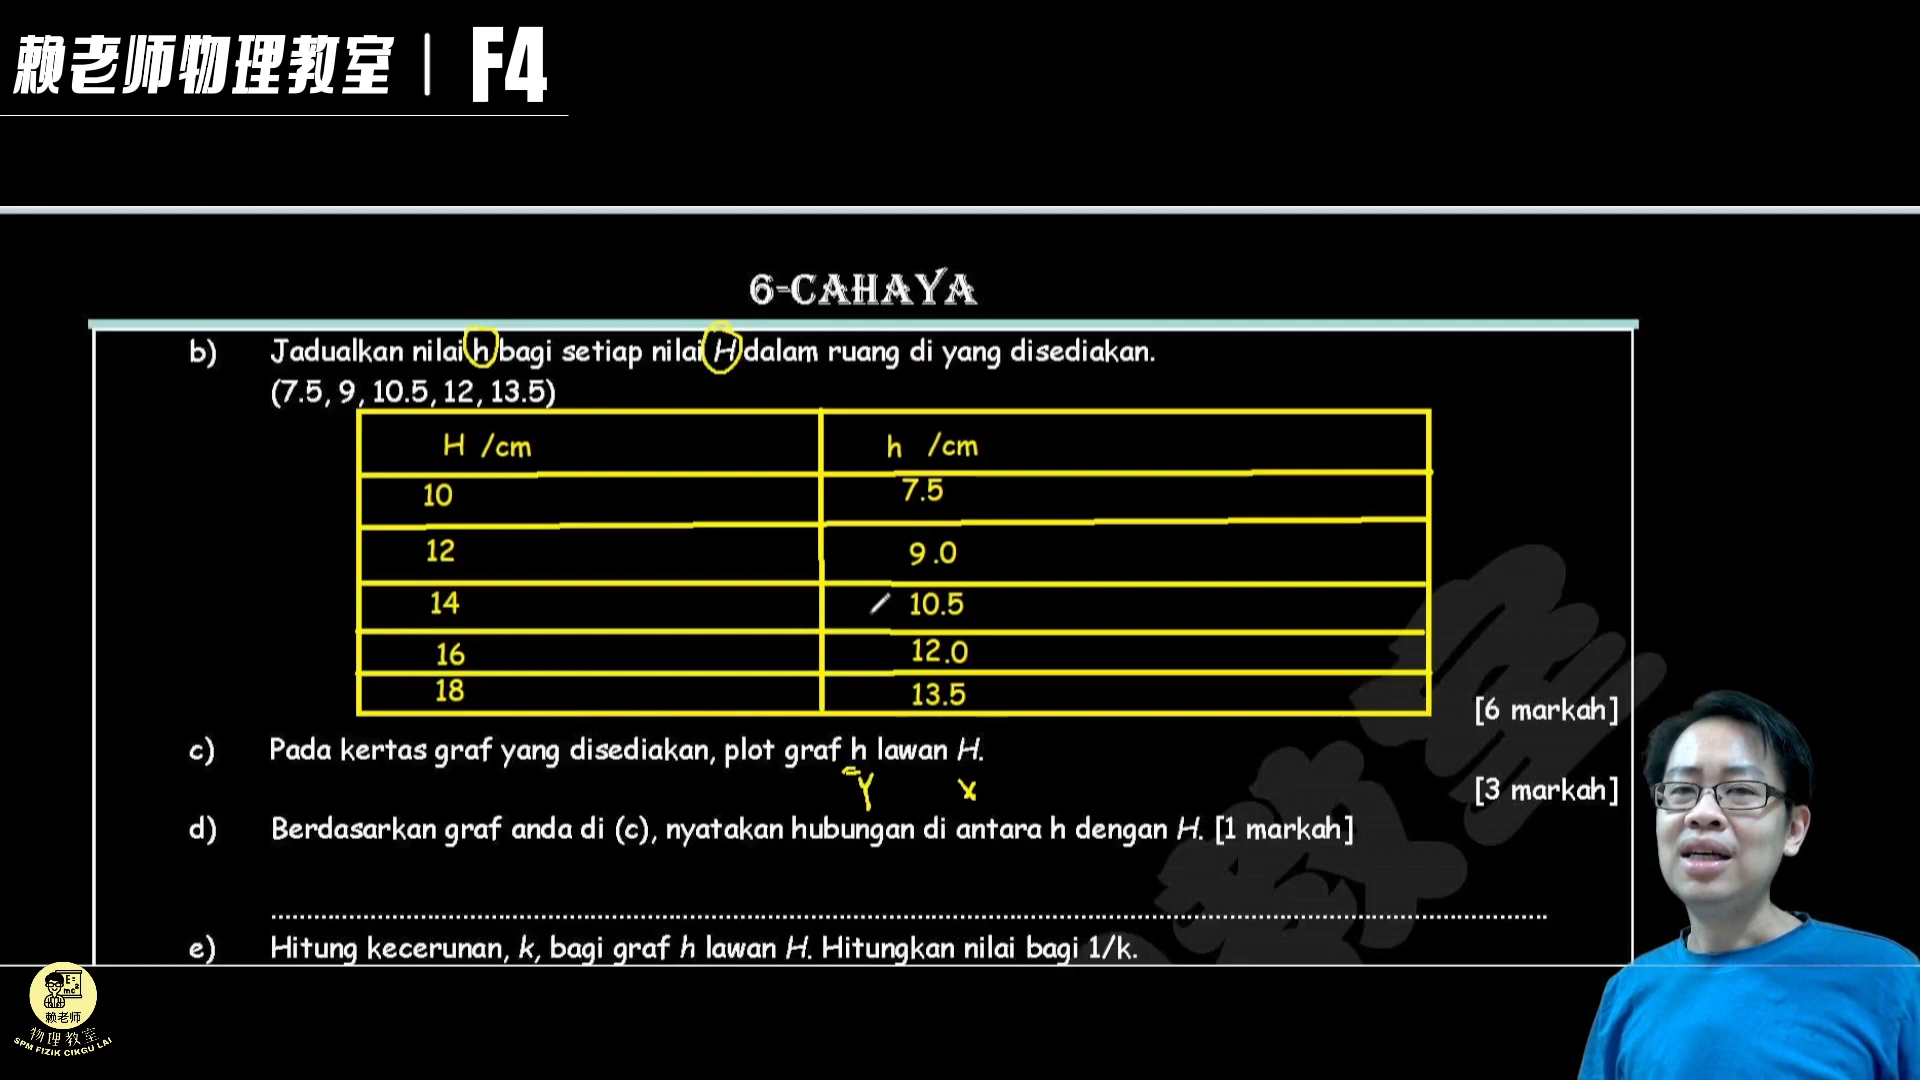 赖老师物理教室 | F4
6-CAHAYA
b) Jadualkan nilai h bagi setiap nilai H dalam ruang di yang disediakan.
(7.5, 9, 10.5, 12, 13.5)
H /cm h /cm
10 7.5
12 9.0
14 10.5
16 12.0
18 13.5
[6 markah]
c) Pada kertas graf yang disediakan, plot graf h lawan H.
Y x
[3 markah]
d) Berdasarkan graf anda di (c), nyatakan hubungan di antara h dengan H. [1 markah]
e) Hitung kecerunan, k, bagi graf h lawan H. Hitungkan nilai bagi 1/k.
E=
mc²
赖老师
物理教室
SPM FIZIK CIKGU LAI